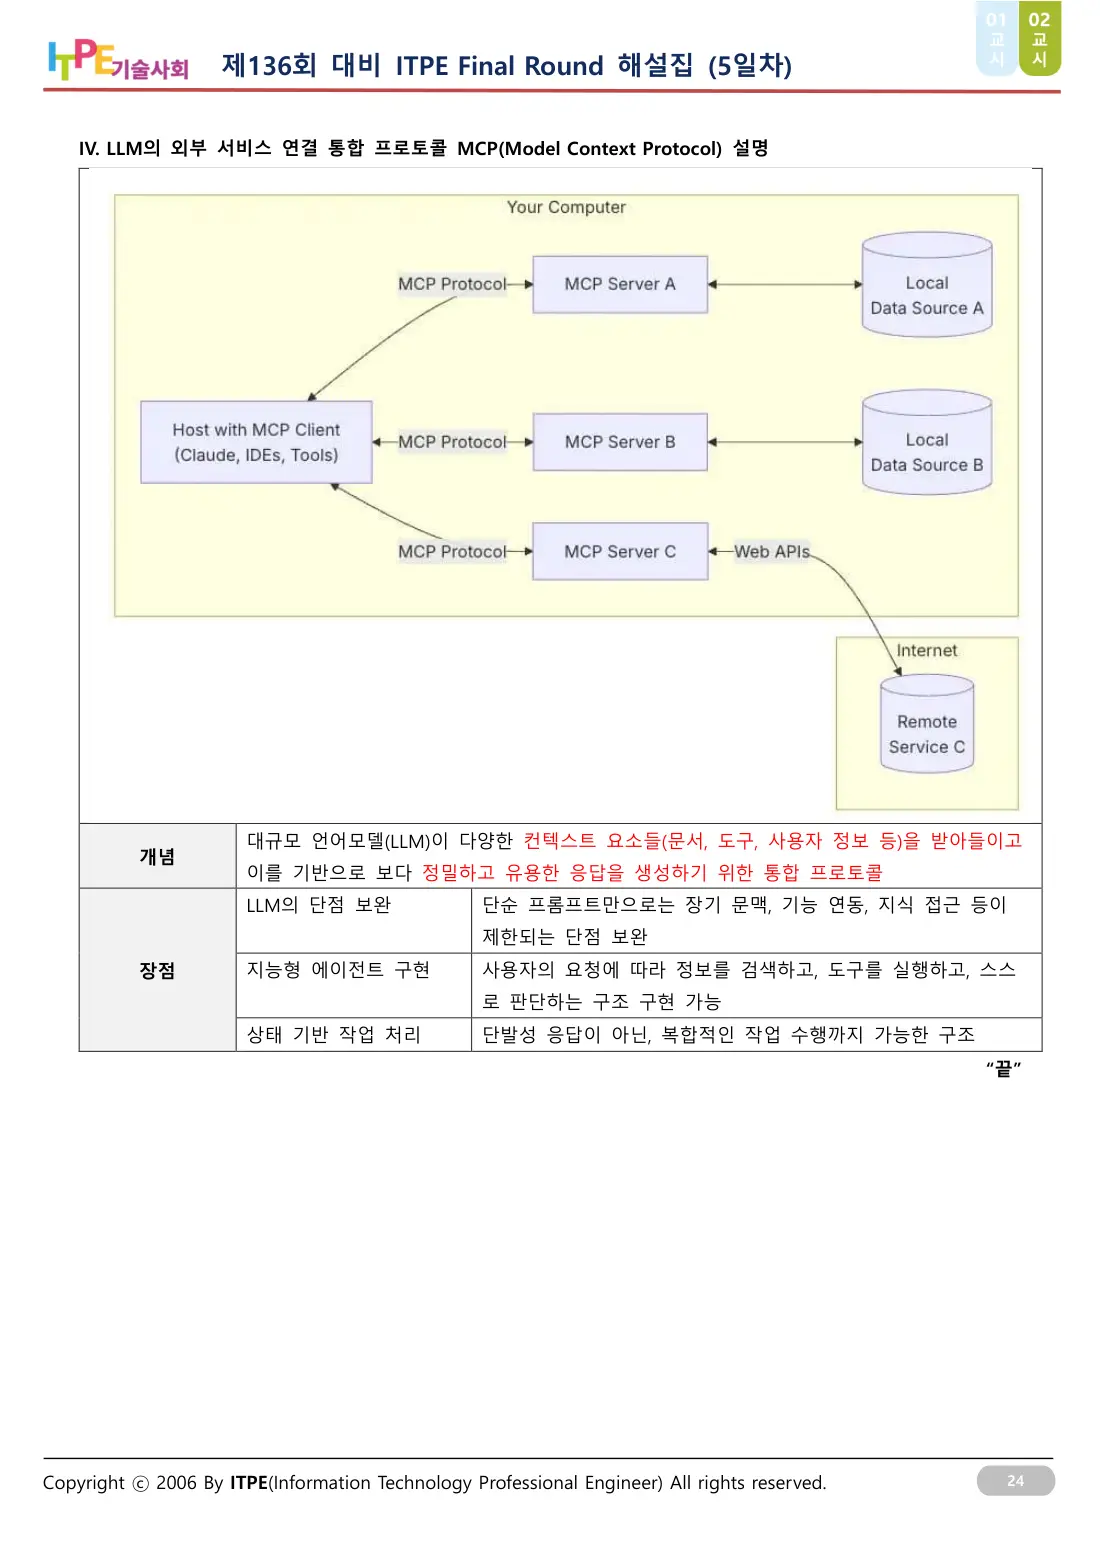 01 02
교 교
시 시
ITPE기술사회 제136회 대비 ITPE Final Round 해설집 (5일차)
IV. LLM의 외부 서비스 연결 통합 프로토콜 MCP(Model Context Protocol) 설명
Your Computer
MCP Protocol
MCP Server A
Local
Data Source A
Host with MCP Client
(Claude, IDEs, Tools)
MCP Protocol
MCP Server B
Local
Data Source B
MCP Protocol
MCP Server C
Web APIs
Internet
Remote
Service C
개념
대규모 언어모델(LLM)이 다양한 컨텍스트 요소들(문서, 도구, 사용자 정보 등)을 받아들이고
이를 기반으로 보다 정밀하고 유용한 응답을 생성하기 위한 통합 프로토콜
장점
LLM의 단점 보완
단순 프롬프트만으로는 장기 문맥, 기능 연동, 지식 접근 등이
제한되는 단점 보완
지능형 에이전트 구현
사용자의 요청에 따라 정보를 검색하고, 도구를 실행하고, 스스
로 판단하는 구조 구현 가능
상태 기반 작업 처리
단발성 응답이 아닌, 복합적인 작업 수행까지 가능한 구조
“끝”
Copyright ⓒ 2006 By ITPE(Information Technology Professional Engineer) All rights reserved.
24